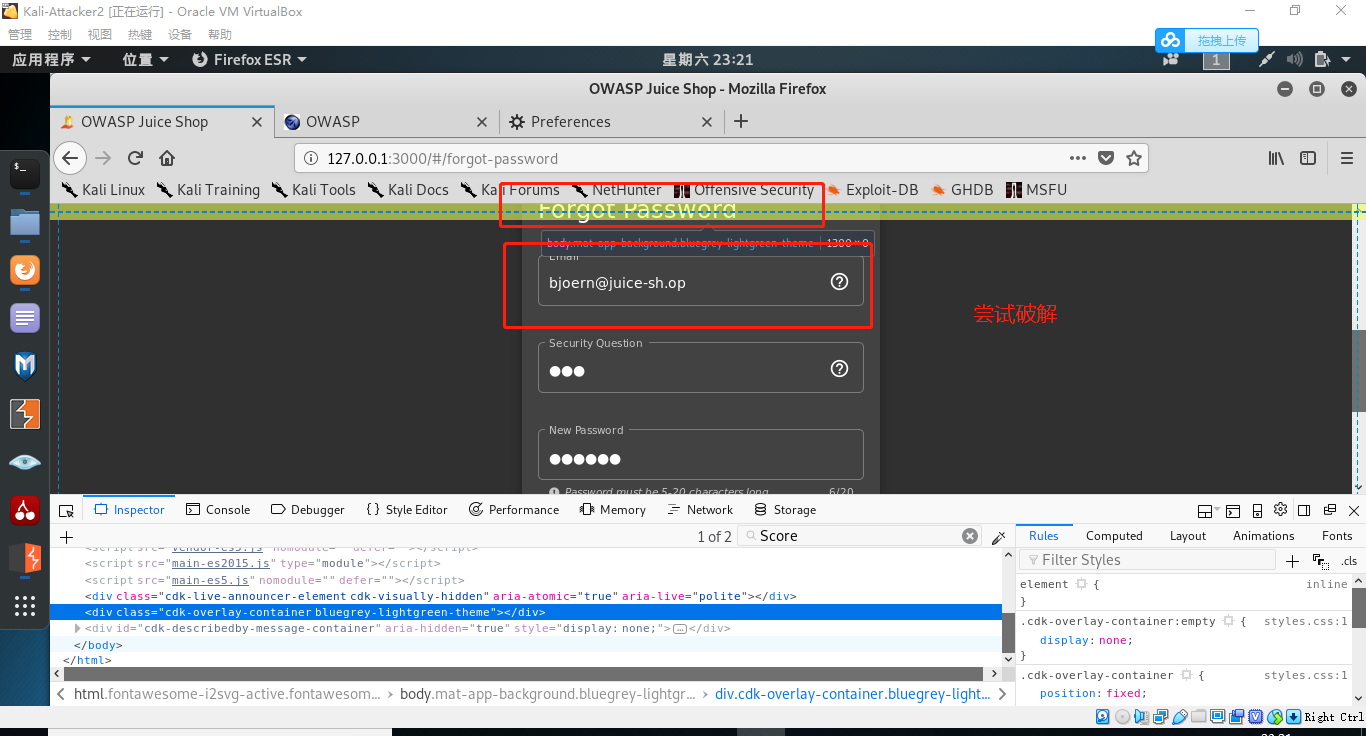 Kali-Attacker2 [正在运行] - Oracle VM VirtualBox
管理 控制 视图 热键 设备 帮助
拖拽上传
应用程序 位置 Firefox ESR 星期六 23:21 1
OWASP Juice Shop - Mozilla Firefox
OWASP Juice Shop OWASP Preferences
127.0.0.1:3000/#/forgot-password
Kali Linux Kali Training Kali Tools Kali Docs Kali Forums NetHunter Offensive Security Exploit-DB GHDB MSFU
Forgot Password
body.mat-app-background.bluegrey-lightgreen-theme 1300 × 0
Email
bjoern@juice-sh.op
尝试破解
Security Question
New Password
Password must be 5-20 characters long. 6/20
Inspector Console Debugger {} Style Editor Performance Memory Network Storage
1 of 2 Score Rules Computed Layout Animations Fonts
<script src="vendor-es5.js" nomodule="" defer=""></script>
Filter Styles .cls
<script src="main-es2015.js" type="module"></script>
<script src="main-es5.js" nomodule="" defer=""></script>
<div class="cdk-live-announcer-element cdk-visually-hidden" aria-atomic="true" aria-live="polite"></div>
<div class="cdk-overlay-container bluegrey-lightgreen-theme"></div>
<div id="cdk-describedby-message-container" aria-hidden="true" style="display: none;">…</div>
</body>
</html>
element { inline
}
.cdk-overlay-container:empty { styles.css:1
display: none;
}
.cdk-overlay-container { styles.css:1
position: fixed;
html.fontawesome-i2svg-active.fontawesom... body.mat-app-background.bluegrey-lightgr... div.cdk-overlay-container.bluegrey-light...
Right Ctrl